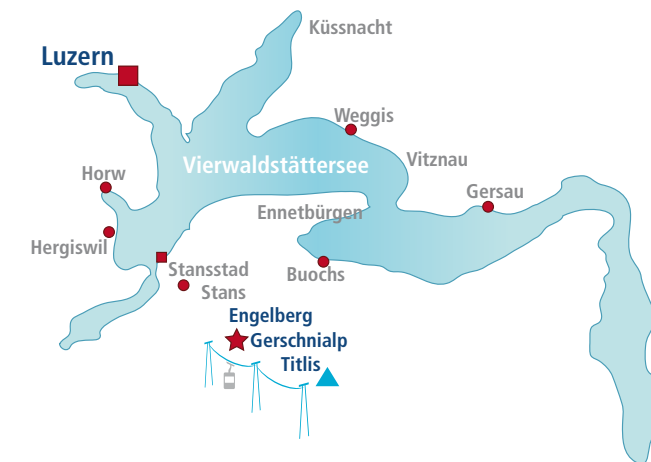 Küssnacht
Luzern
Weggis
Vierwaldstättersee
Vitznau
Horw
Gersau
Ennetbürgen
Hergiswil
Stansstad
Buochs
Stans
Engelberg
Gerschnialp
Titlis